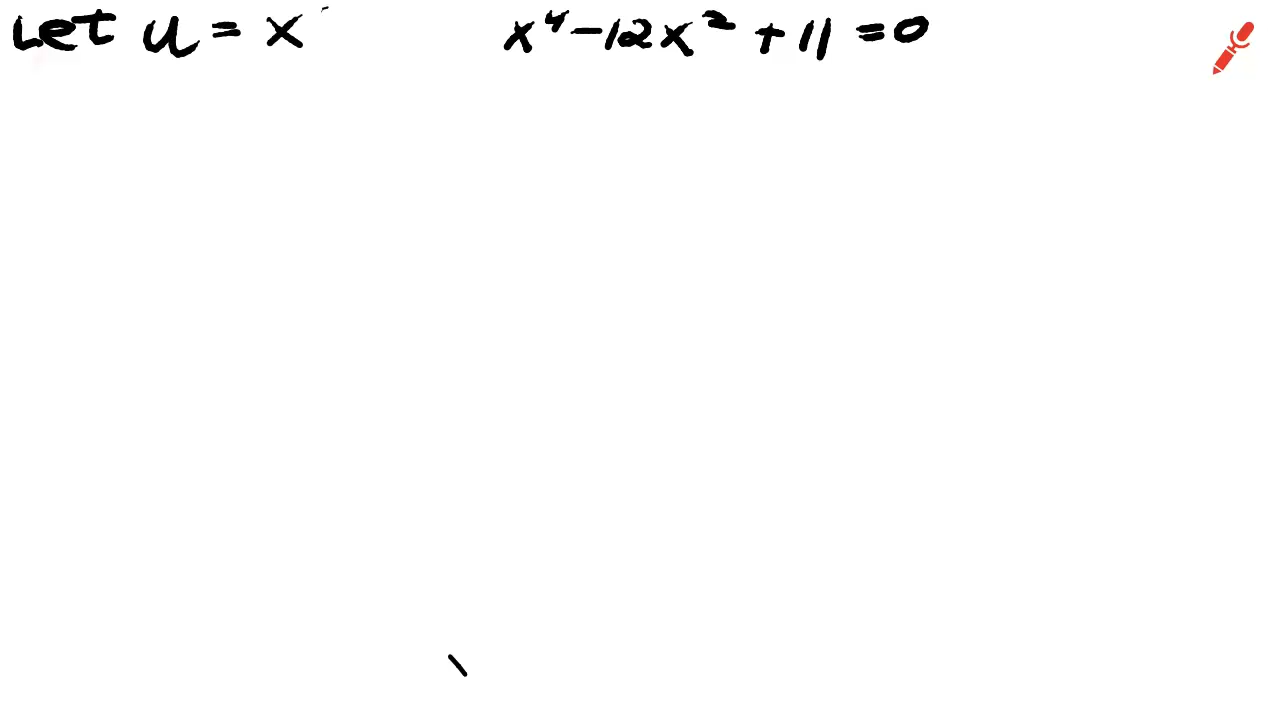 Let u = x x⁴ - 12x² + 11 = 0